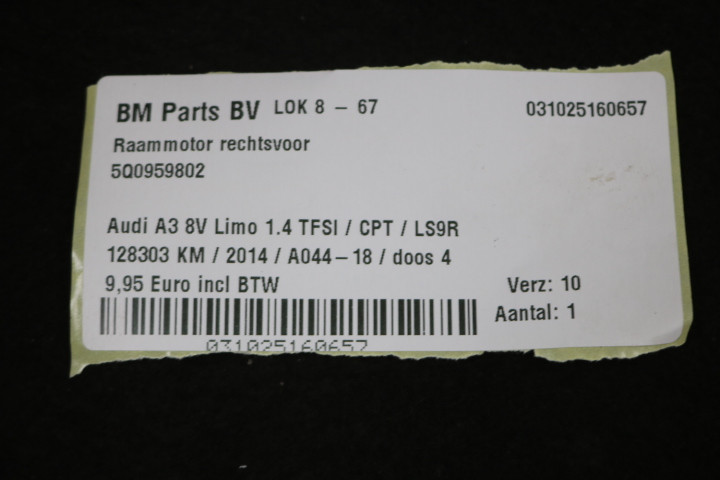 BM Parts BV LOK 8 – 67 031025160657
Raammotor rechtsvoor
5Q0959802
Audi A3 8V Limo 1.4 TFSI / CPT / LS9R
128303 KM / 2014 / A044–18 / doos 4
9,95 Euro incl BTW Verz: 10
Aantal: 1
031025160657